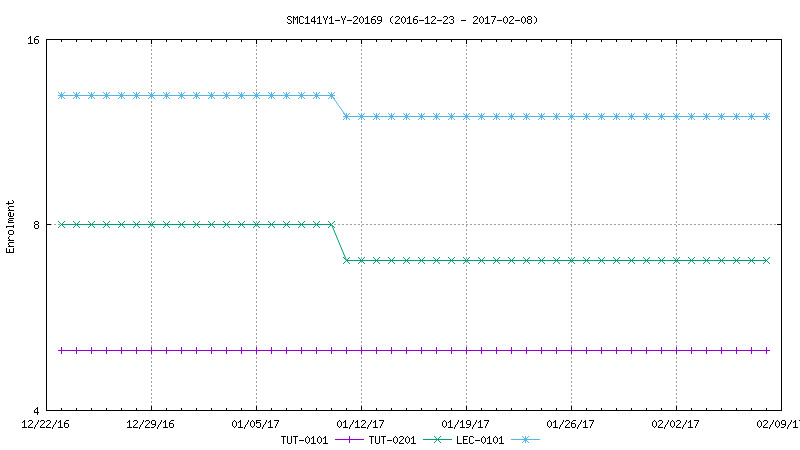 SMC141Y1-Y-20169 (2016-12-23 - 2017-02-08)
16
Enrolment
8
4
12/22/16 12/29/16 01/05/17 01/12/17 01/19/17 01/26/17 02/02/17 02/09/1
TUT-0101 TUT-0201 LEC-0101